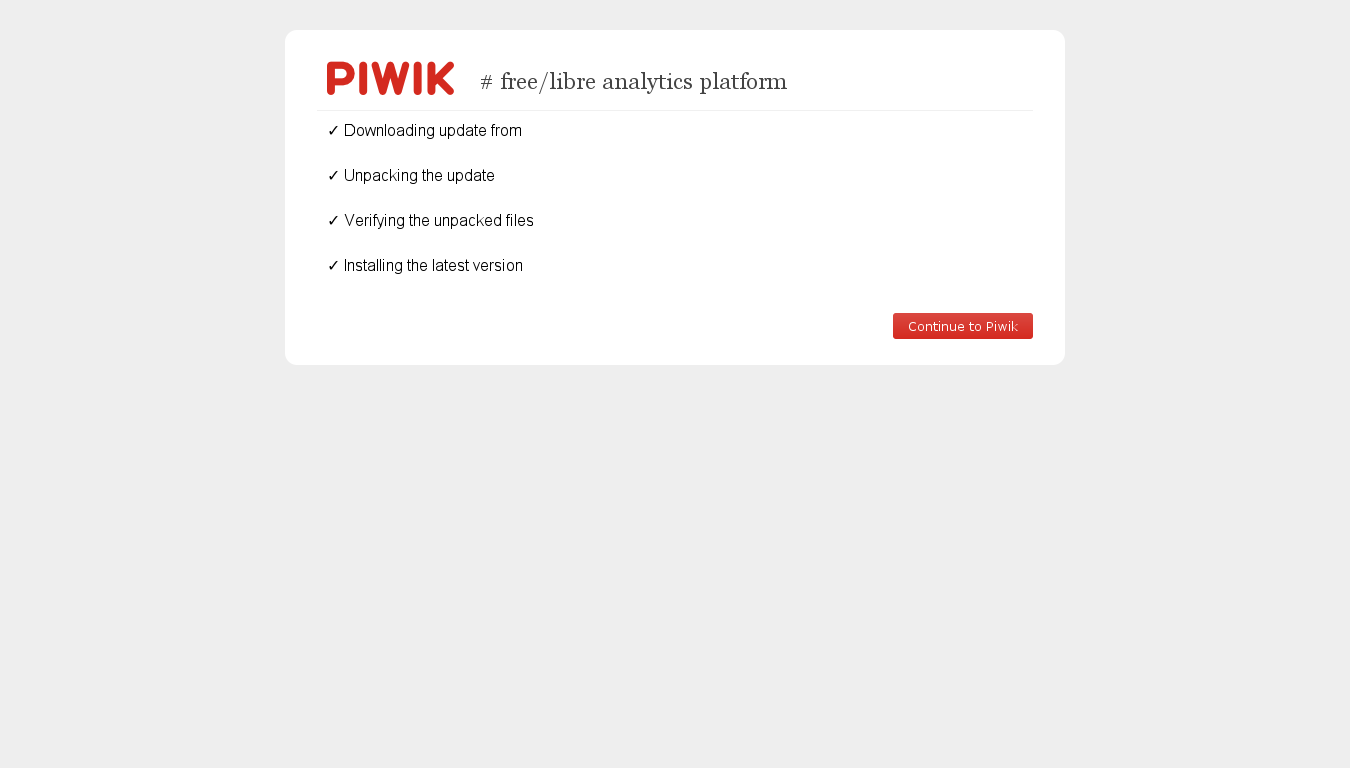 PIWIK # free/libre analytics platform
✓ Downloading update from
✓ Unpacking the update
✓ Verifying the unpacked files
✓ Installing the latest version
Continue to Piwik